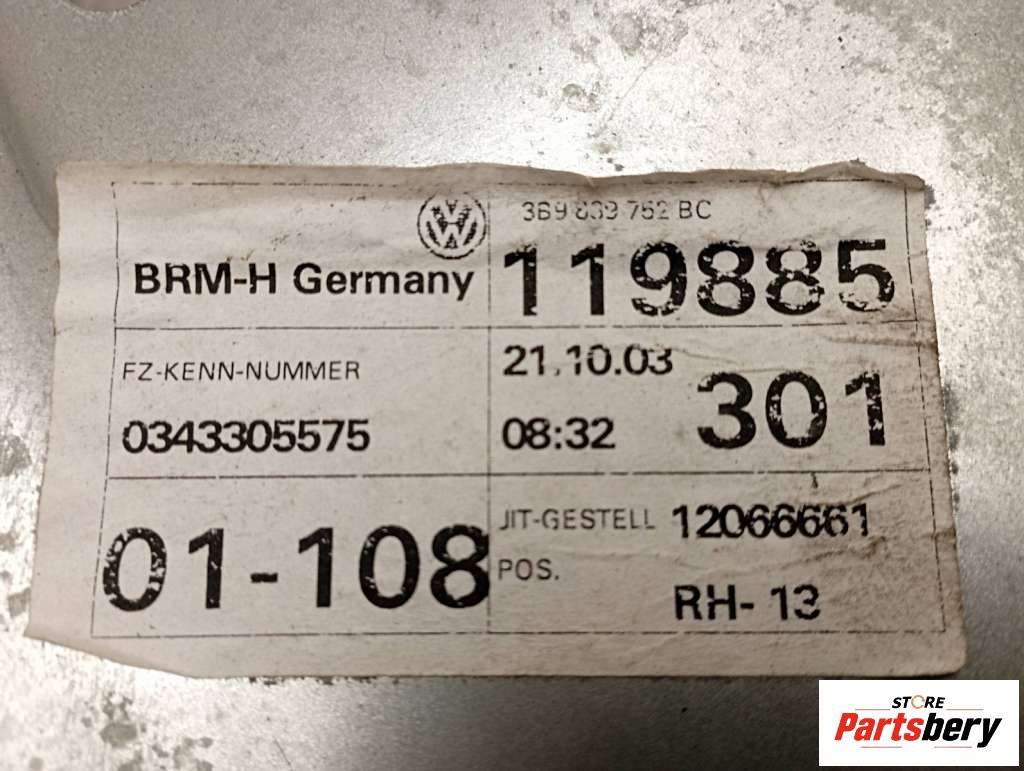 3B9 839 752 BC
BRM-H Germany
119885
FZ-KENN-NUMMER
0343305575
21.10.03
08:32
301
01-108
JIT-GESTELL 12066661
POS.
RH- 13
STORE
Partsbery